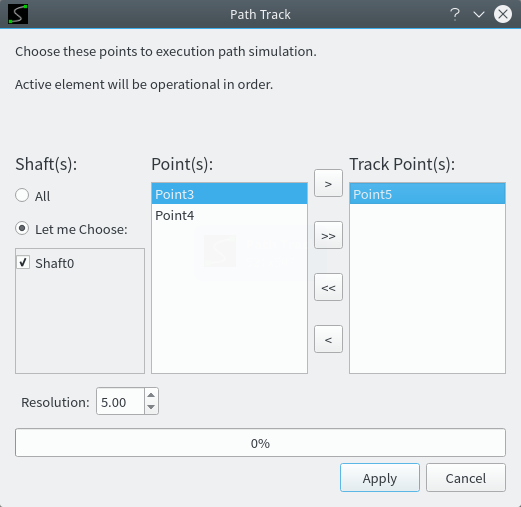 Path Track
Choose these points to execution path simulation.
Active element will be operational in order.
Shaft(s):
Point(s):
Track Point(s):
All
Let me Choose:
Shaft0
Point3
Point4
>
>>
<<
<
Point5
Resolution: 5.00
0%
Apply
Cancel